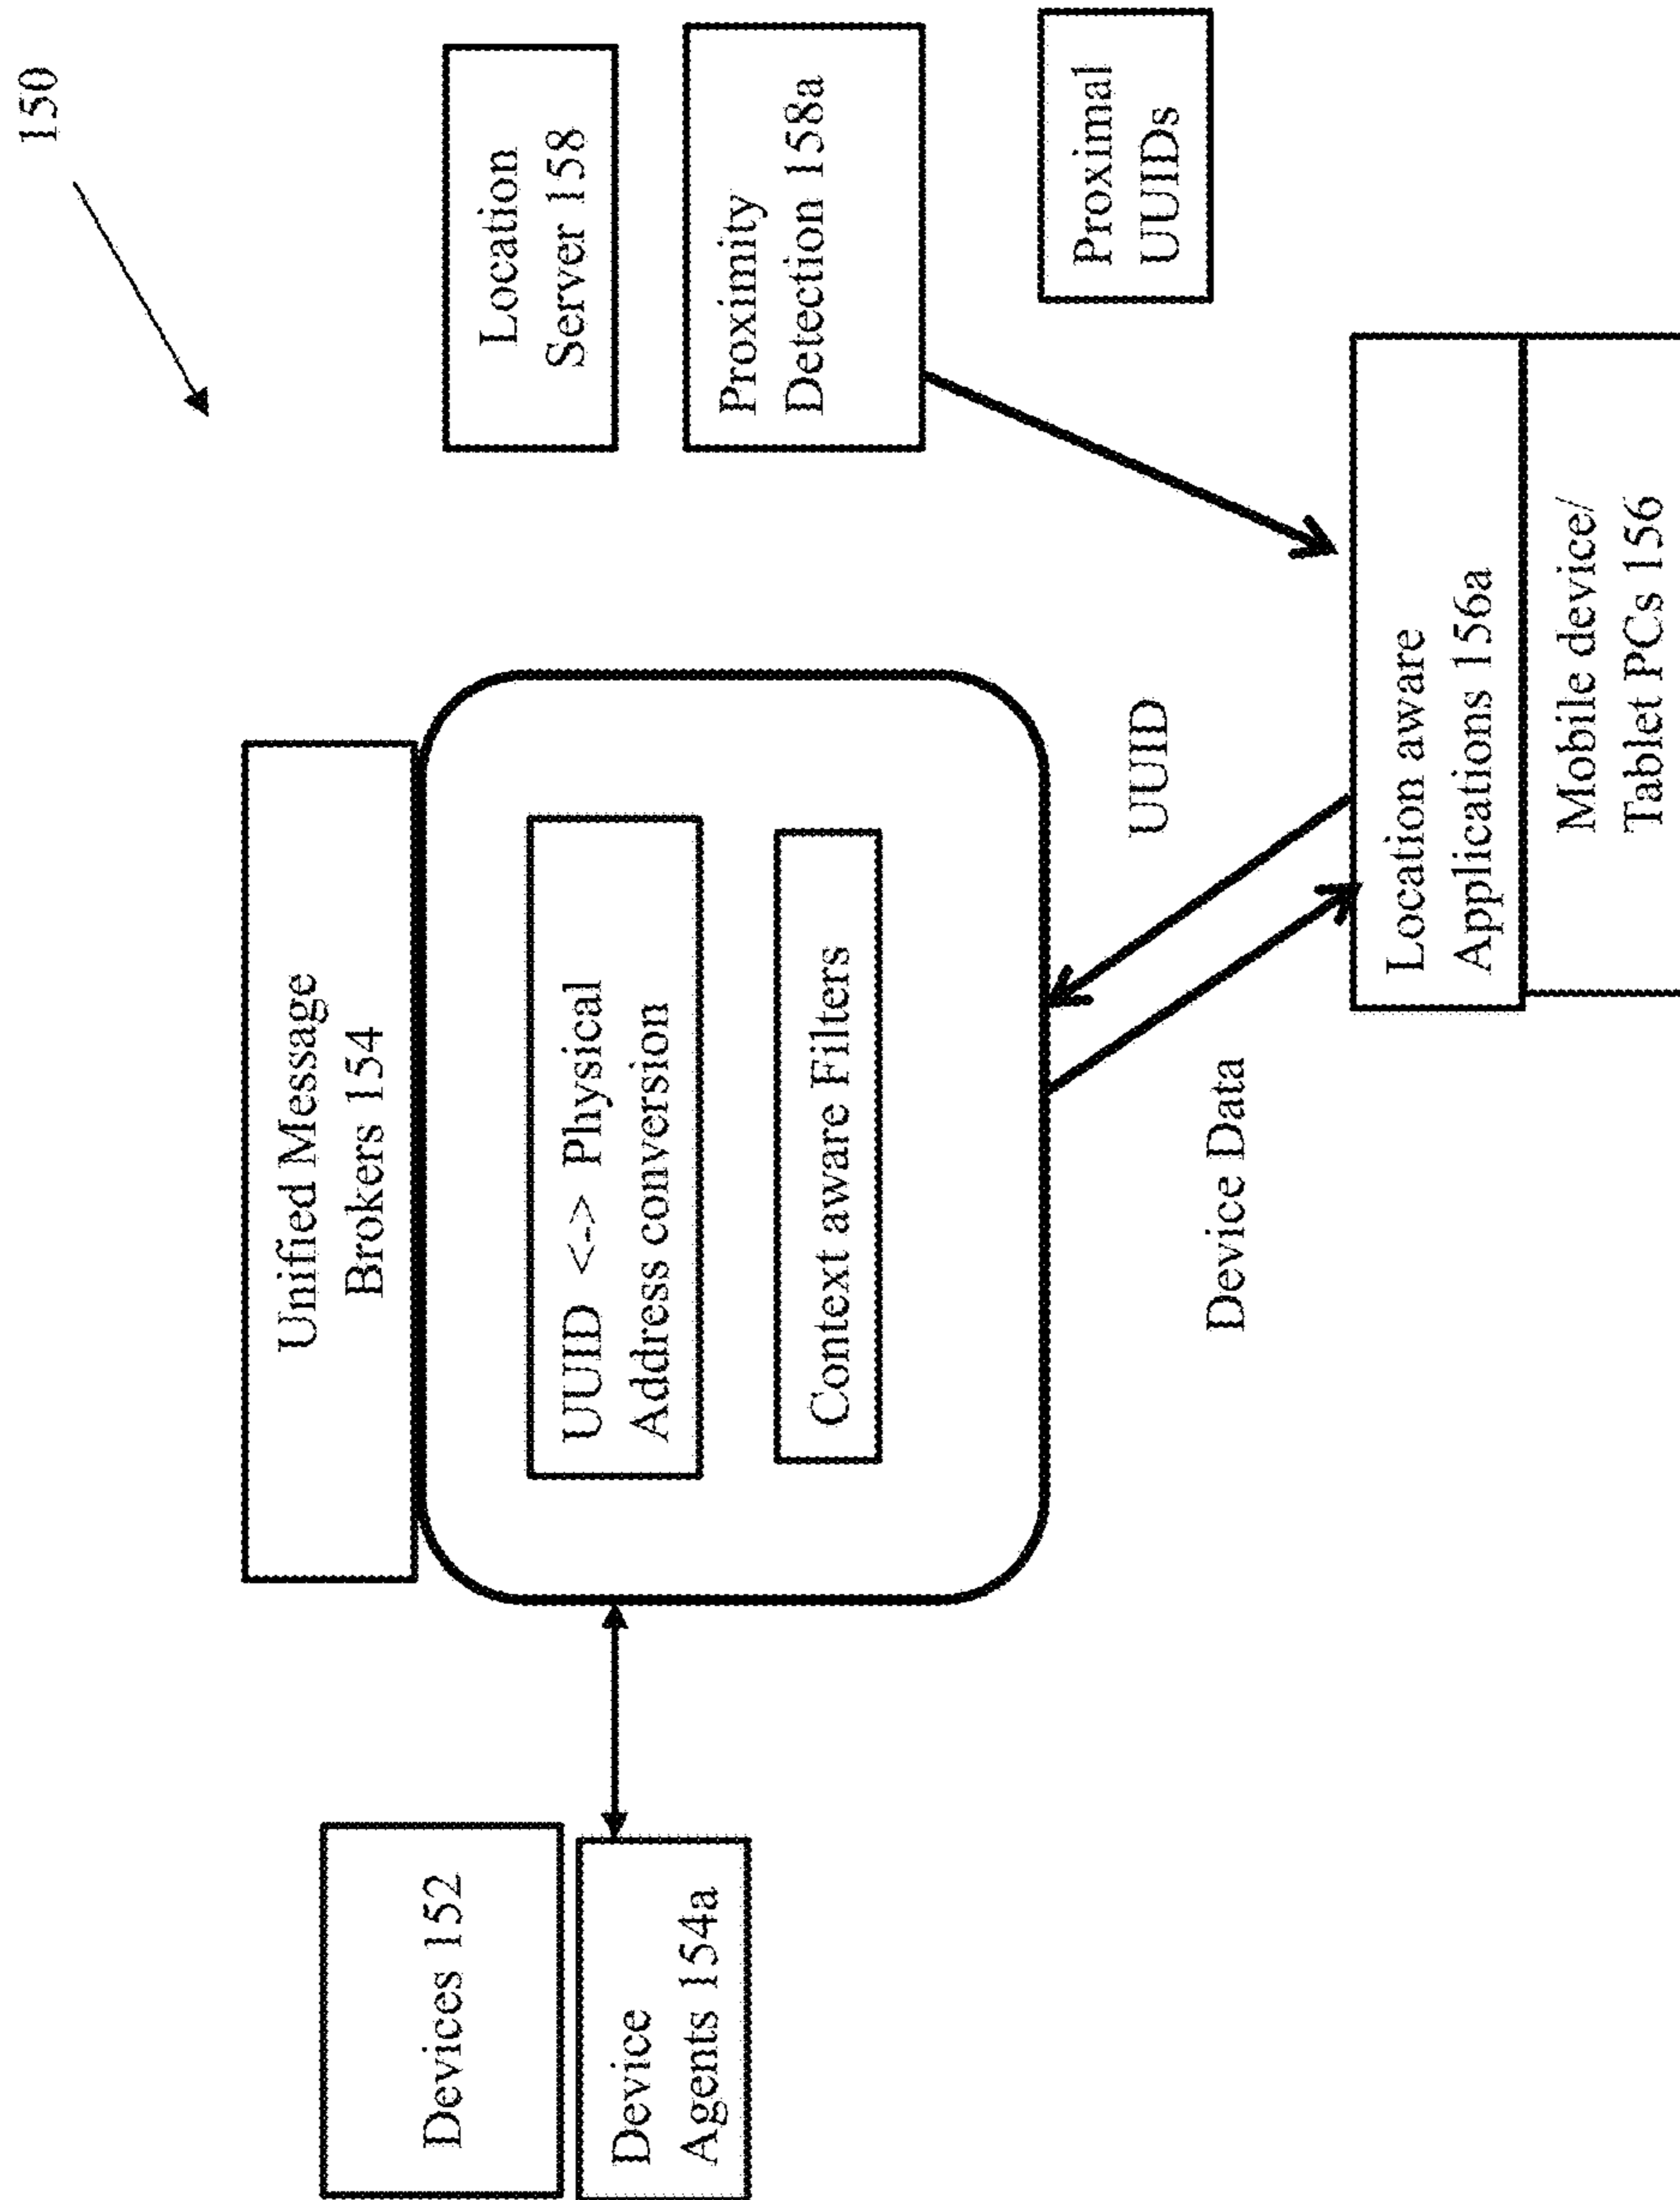 150
Unified Message
Brokers 154
Devices 152
Device
Agents 154a
UUID <-> Physical
Address conversion
Context aware Filters
Location
Server 158
Proximity
Detection 158a
Proximal
UUIDs
UUID
Device Data
Location aware
Applications 156a
Mobile device/
Tablet PCs 156